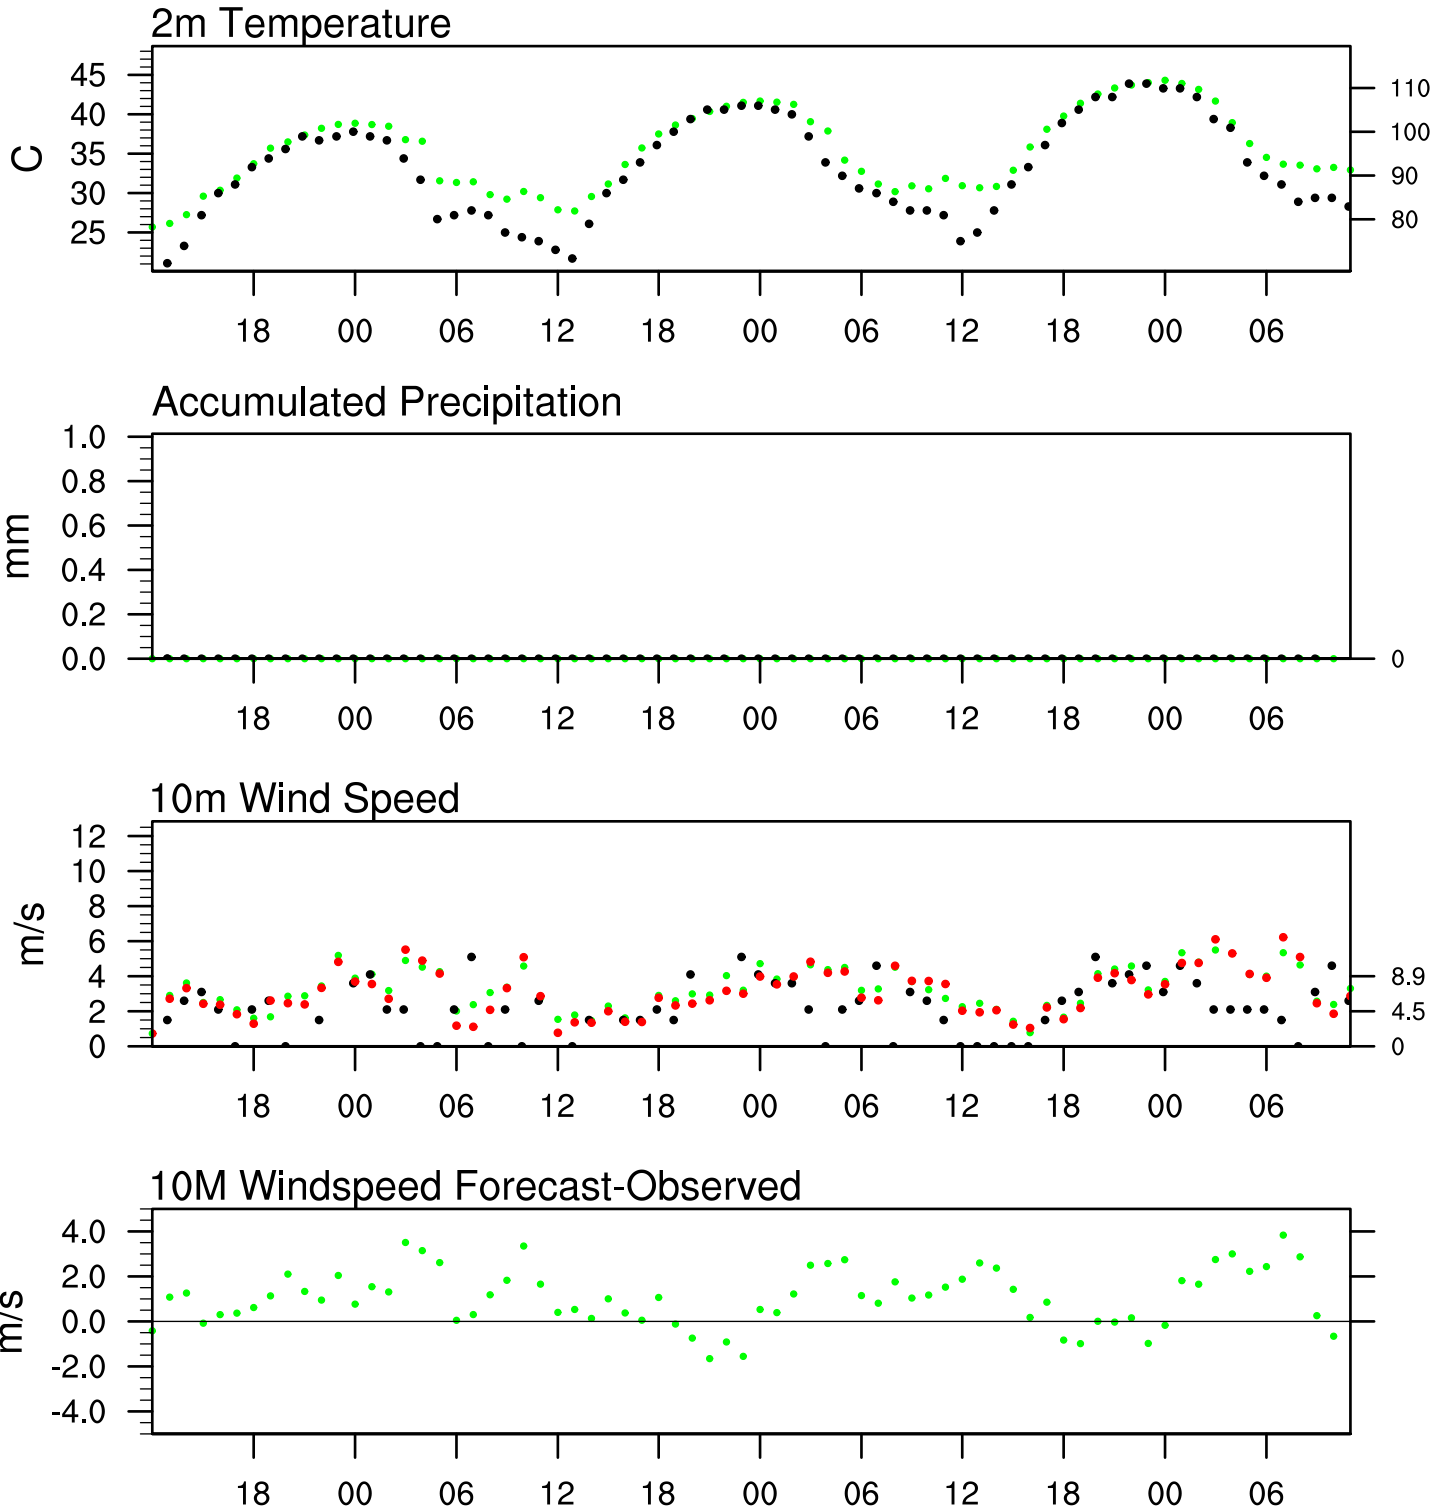 2m Temperature
45
40
35
30
25
C
110
100
90
80
18 00 06 12 18 00 06 12 18 00 06
Accumulated Precipitation
1.0
0.8
0.6
0.4
0.2
0.0
mm
0
18 00 06 12 18 00 06 12 18 00 06
10m Wind Speed
12
10
8
6
4
2
0
m/s
8.9
4.5
0
18 00 06 12 18 00 06 12 18 00 06
10M Windspeed Forecast-Observed
4.0
2.0
0.0
-2.0
-4.0
m/s
18 00 06 12 18 00 06 12 18 00 06